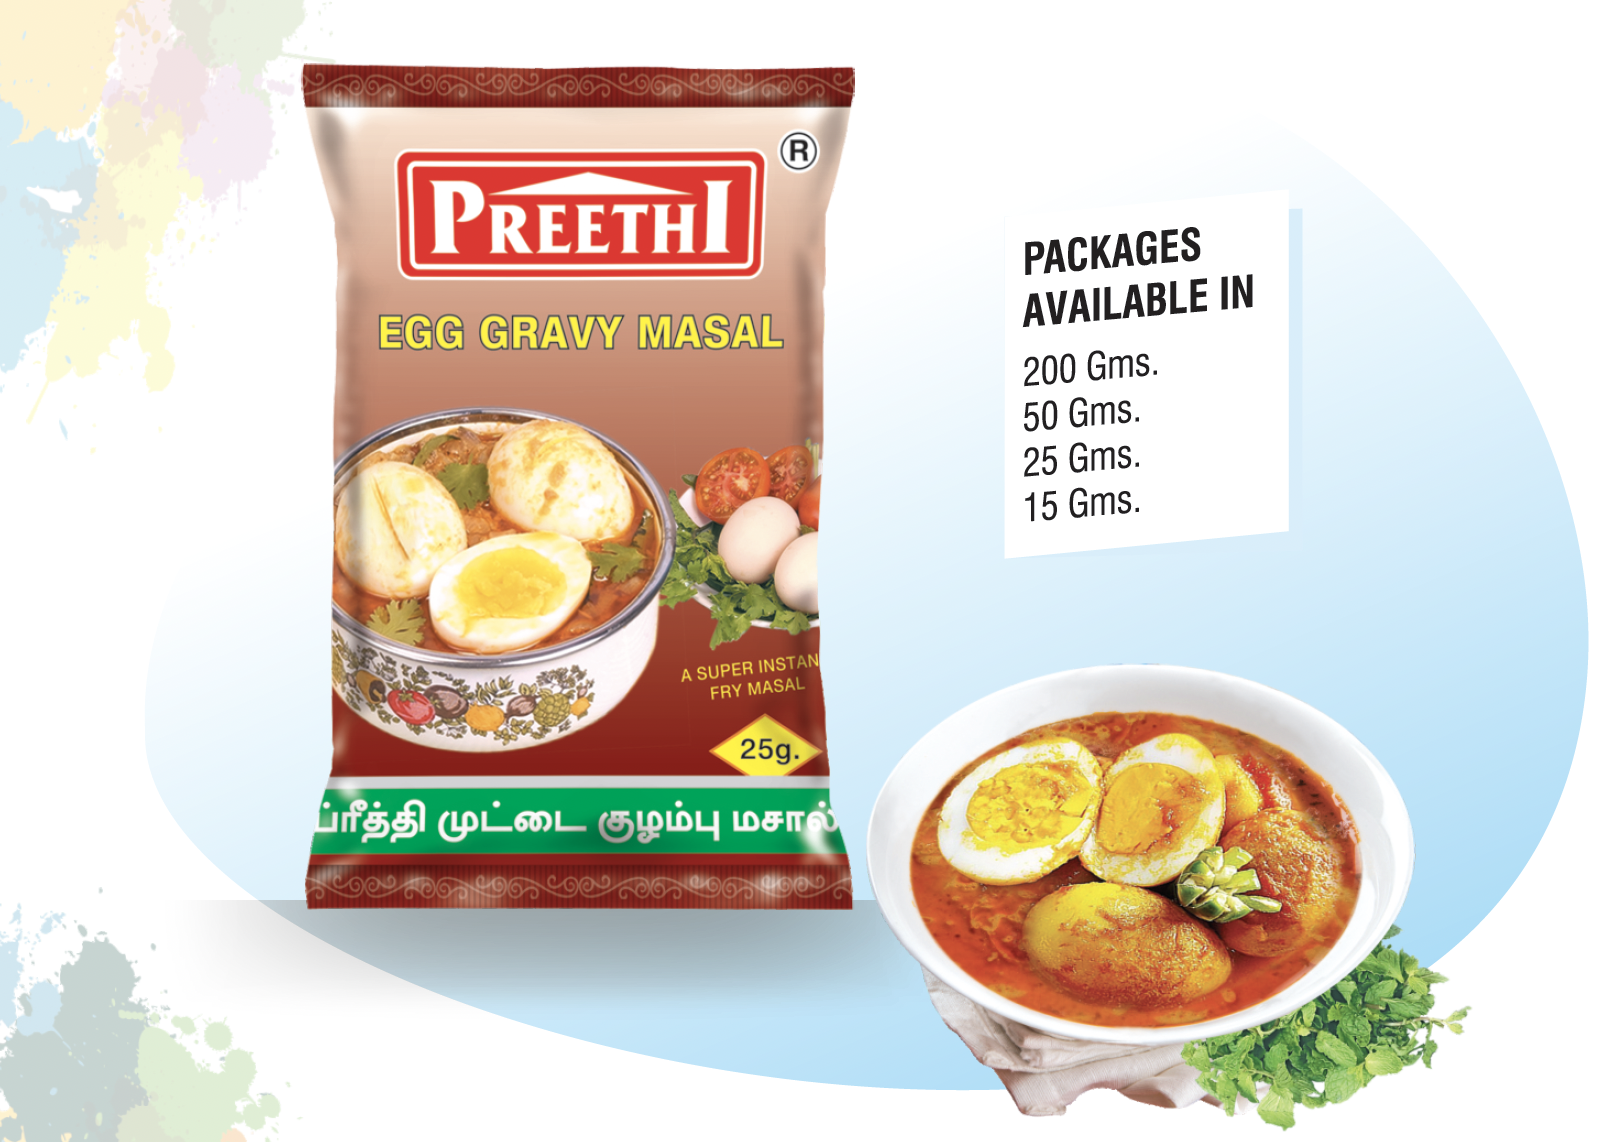 PREETHI
®
EGG GRAVY MASAL
A SUPER INSTAN
FRY MASAL
25g.
ப்ரீத்தி முட்டை குழம்பு மசால்
PACKAGES
AVAILABLE IN
200 Gms.
50 Gms.
25 Gms.
15 Gms.